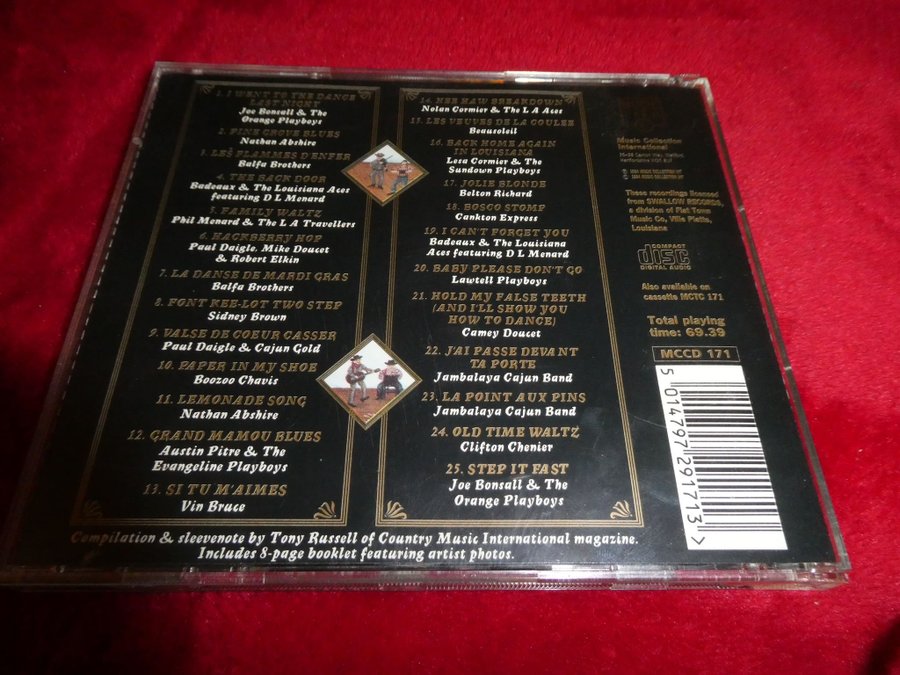 1. I WENT TO THE DANCE
LAST NIGHT
Joe Bonsall & The
Orange Playboys
2. PINE GROVE BLUES
Nathan Abshire
3. LES FLAMMES D'ENFER
Balfa Brothers
4. THE BACK DOOR
Badeaux & The Louisiana Aces
featuring D L Menard
5. FAMILY WALTZ
Phil Menard & The L A Travellers
6. HACKBERRY HOP
Paul Daigle, Mike Doucet
& Robert Elkin
7. LA DANSE DE MARDI GRAS
Balfa Brothers
8. FONT KEE-LOT TWO STEP
Sidney Brown
9. VALSE DE COEUR CASSER
Paul Daigle & Cajun Gold
10. PAPER IN MY SHOE
Boozoo Chavis
11. LEMONADE SONG
Nathan Abshire
12. GRAND MAMOU BLUES
Austin Pitre & The
Evangeline Playboys
13. SI TU M'AIMES
Vin Bruce
14. HEE HAW BREAKDOWN
Nolan Cormier & The L A Aces
15. LES VEUVES DE LA COULEE
Beausoleil
16. BACK HOME AGAIN
IN LOUISIANA
Lesa Cormier & The
Sundown Playboys
17. JOLIE BLONDE
Belton Richard
18. BOSCO STOMP
Cankton Express
19. I CAN'T FORGET YOU
Badeaux & The Louisiana
Aces featuring D L Menard
20. BABY PLEASE DON'T GO
Lawtell Playboys
21. HOLD MY FALSE TEETH
(AND I'LL SHOW YOU
HOW TO DANCE)
Camey Doucet
22. J'AI PASSE DEVANT
TA PORTE
Jambalaya Cajun Band
23. LA POINT AUX PINS
Jambalaya Cajun Band
24. OLD TIME WALTZ
Clifton Chenier
25. STEP IT FAST
Joe Bonsall & The
Orange Playboys
Music Collection
International
These recordings licensed
from SWALLOW RECORDS,
a division of Flat Town
Music Co, Ville Platte,
Louisiana
COMPACT
disc
DIGITAL AUDIO
Also available on
cassette MCTC 171
Total playing
time: 69.39
MCCD 171
5 014797 291713 >
Compilation & sleevenote by Tony Russell of Country Music International magazine.
Includes 8-page booklet featuring artist photos.